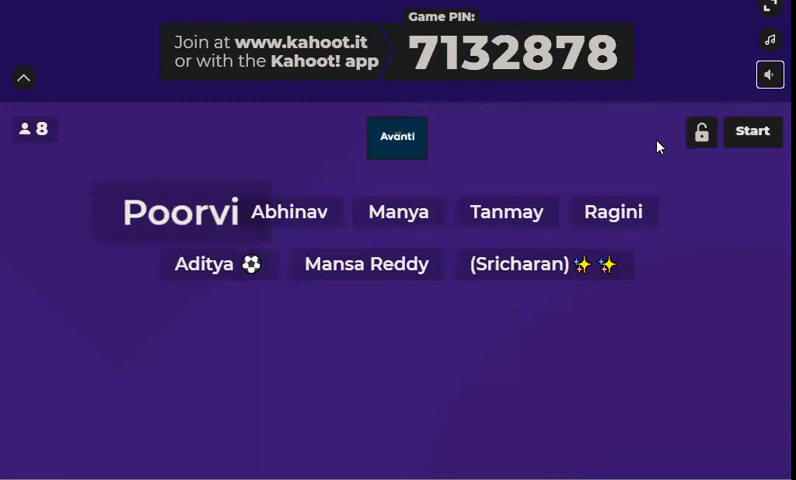 Game PIN:
Join at www.kahoot.it
or with the Kahoot! app
7132878
8
Avanti
Start
Poorvi Abhinav Manya Tanmay Ragini
Aditya ⚽ Mansa Reddy (Sricharan)✨ ✨